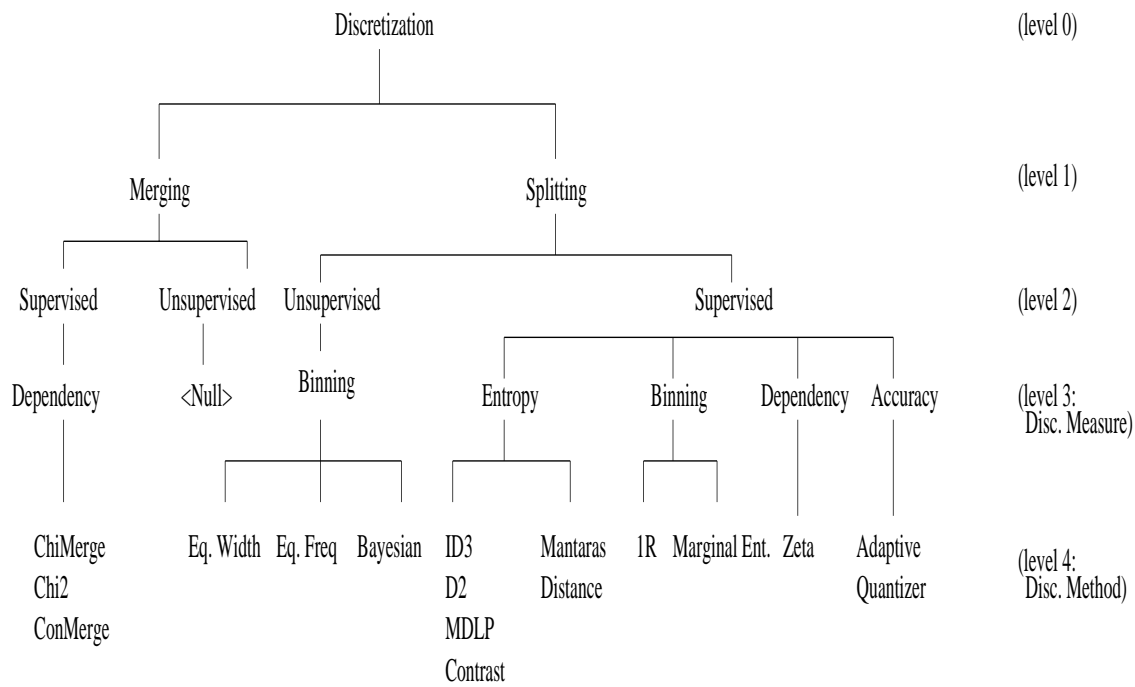 Discretization (level 0)
Merging Splitting (level 1)
Supervised Unsupervised Unsupervised Supervised (level 2)
Dependency <Null> Binning Entropy Binning Dependency Accuracy (level 3:
Disc. Measure)
ChiMerge Eq. Width Eq. Freq Bayesian ID3 Mantaras 1R Marginal Ent. Zeta Adaptive (level 4:
Chi2 D2 Distance Quantizer Disc. Method)
ConMerge MDLP
Contrast